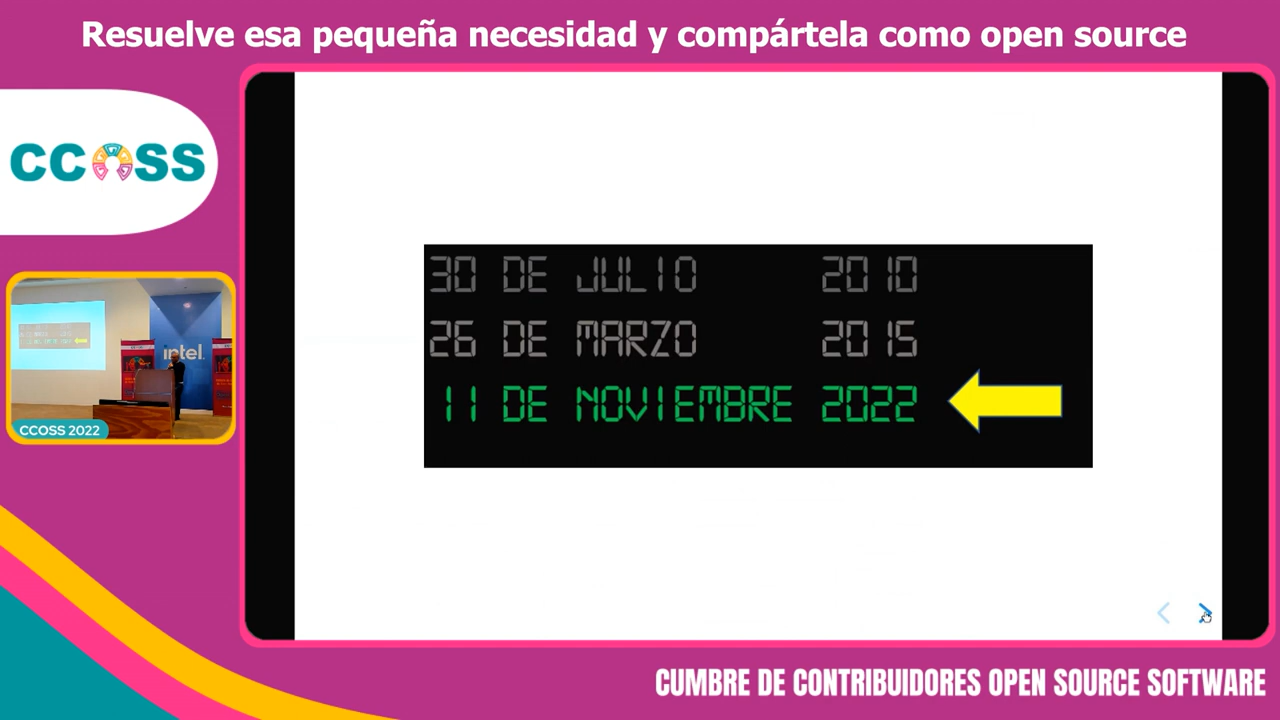 Resuelve esa pequeña necesidad y compártela como open source
CCOSS
30 DE JULIO 2010
26 DE MARZO 2015
11 DE NOVIEMBRE 2022
intel.
CCOSS 2022
CUMBRE DE CONTRIBUIDORES OPEN SOURCE SOFTWARE